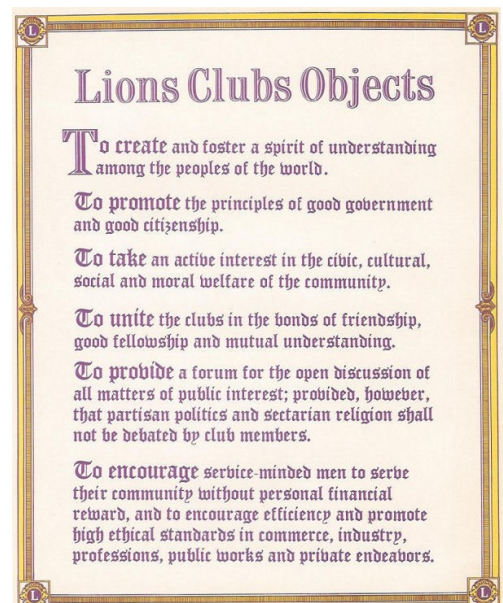 Lions Clubs Objects
To create and foster a spirit of understanding
among the peoples of the world.
To promote the principles of good government
and good citizenship.
To take an active interest in the civic, cultural,
social and moral welfare of the community.
To unite the clubs in the bonds of friendship,
good fellowship and mutual understanding.
To provide a forum for the open discussion of
all matters of public interest; provided, however,
that partisan politics and sectarian religion shall
not be debated by club members.
To encourage service-minded men to serve
their community without personal financial
reward, and to encourage efficiency and promote
high ethical standards in commerce, industry,
professions, public works and private endeavors.